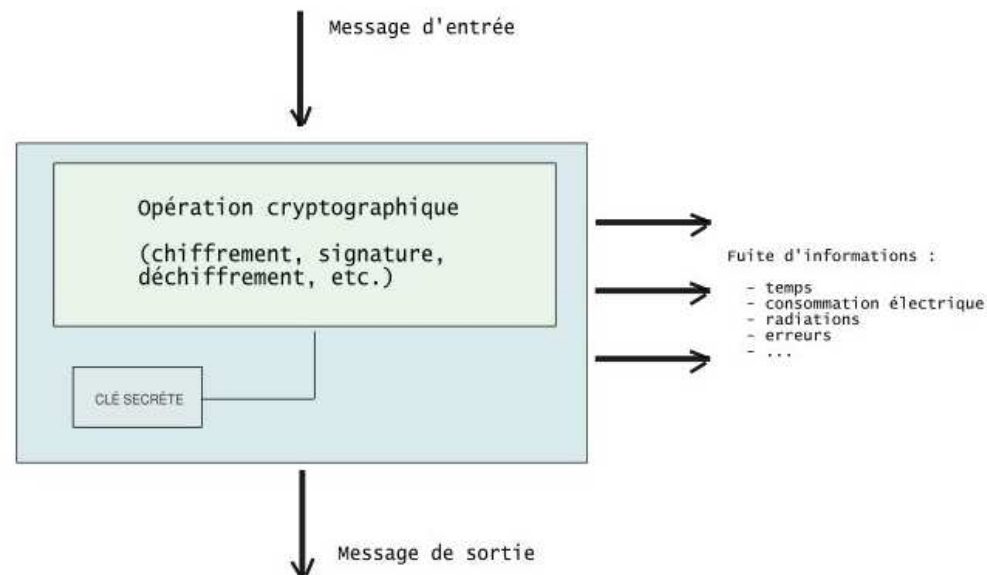 Message d'entrée
Opération cryptographique
(chiffrement, signature,
déchiffrement, etc.)
Fuite d'informations :
- temps
- consommation électrique
- radiations
- erreurs
- ...
CLÉ SECRÈTE
Message de sortie